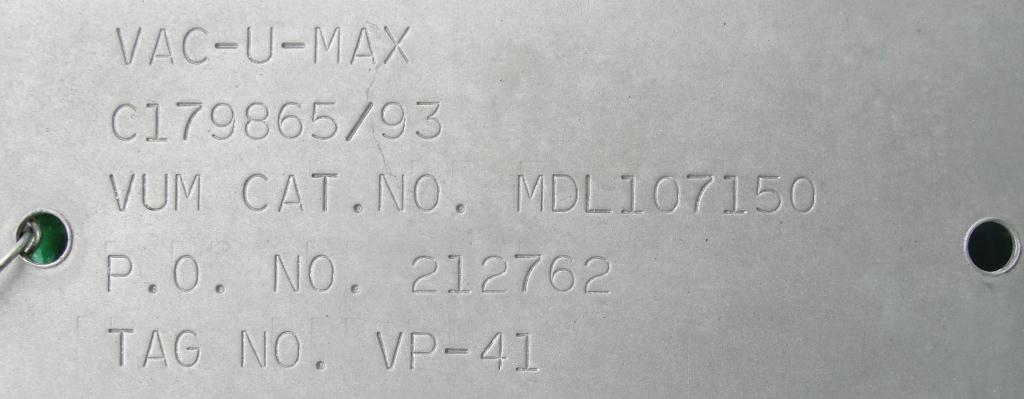 VAC-U-MAX
C179865/93
VUM CAT.NO. MDL107150
P.O. NO. 212762
TAG NO. VP-41